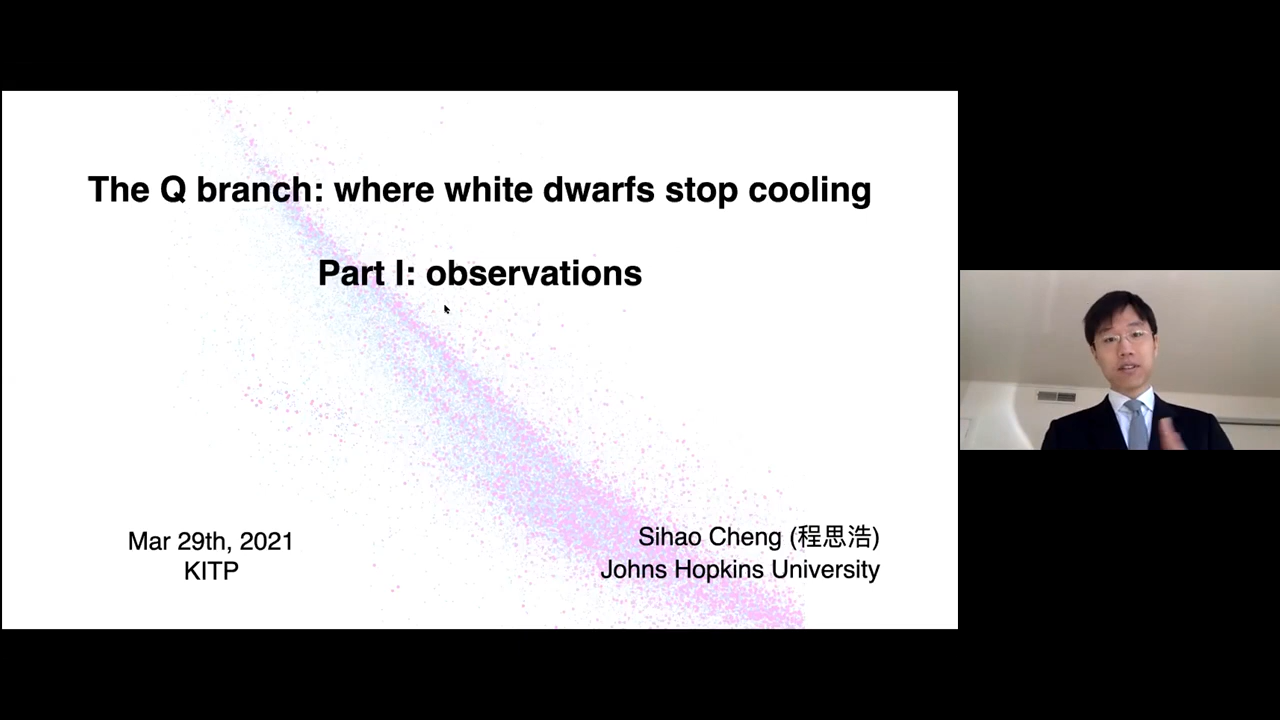 The Q branch: where white dwarfs stop cooling
Part I: observations
Mar 29th, 2021
KITP
Sihao Cheng (程思浩)
Johns Hopkins University